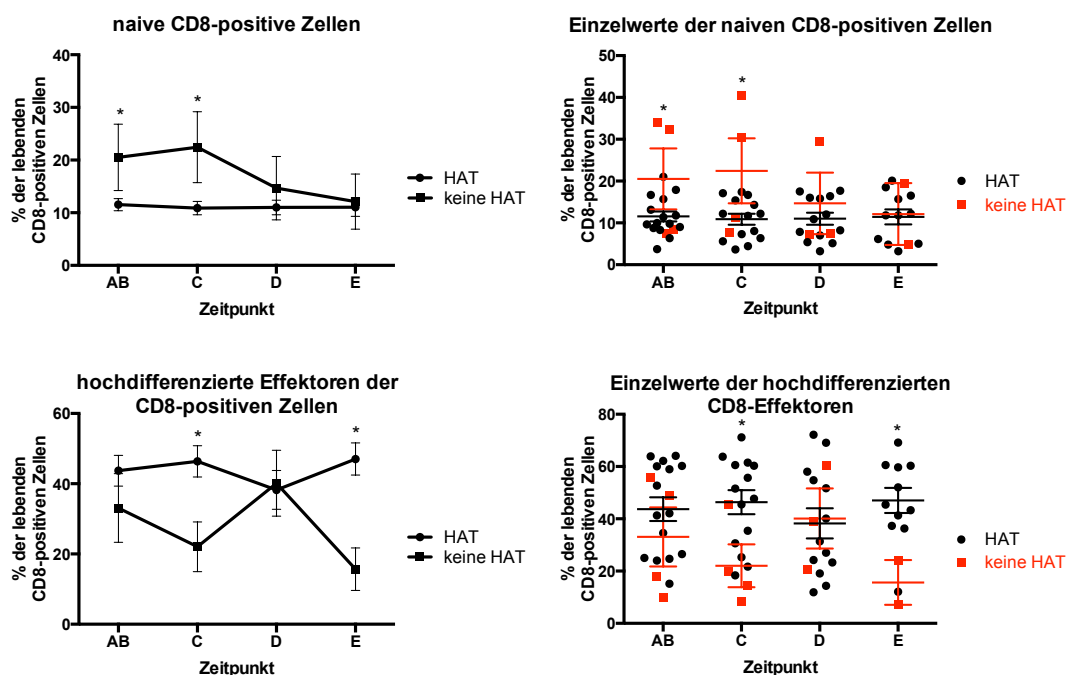 naive CD8-positive Zellen
% der lebenden
CD8-positiven Zellen
40
30
20
10
0
*
*
AB
C
D
E
Zeitpunkt
HAT
keine HAT
Einzelwerte der naiven CD8-positiven Zellen
% der lebenden
CD8-positiven Zellen
50
40
30
20
10
0
*
*
AB
C
D
E
Zeitpunkt
HAT
keine HAT
hochdifferenzierte Effektoren der
CD8-positiven Zellen
% der lebenden
CD8-positiven Zellen
60
40
20
0
*
*
AB
C
D
E
Zeitpunkt
HAT
keine HAT
Einzelwerte der hochdifferenzierten
CD8-Effektoren
% der lebenden
CD8-positiven Zellen
80
60
40
20
0
*
*
AB
C
D
E
Zeitpunkt
HAT
keine HAT